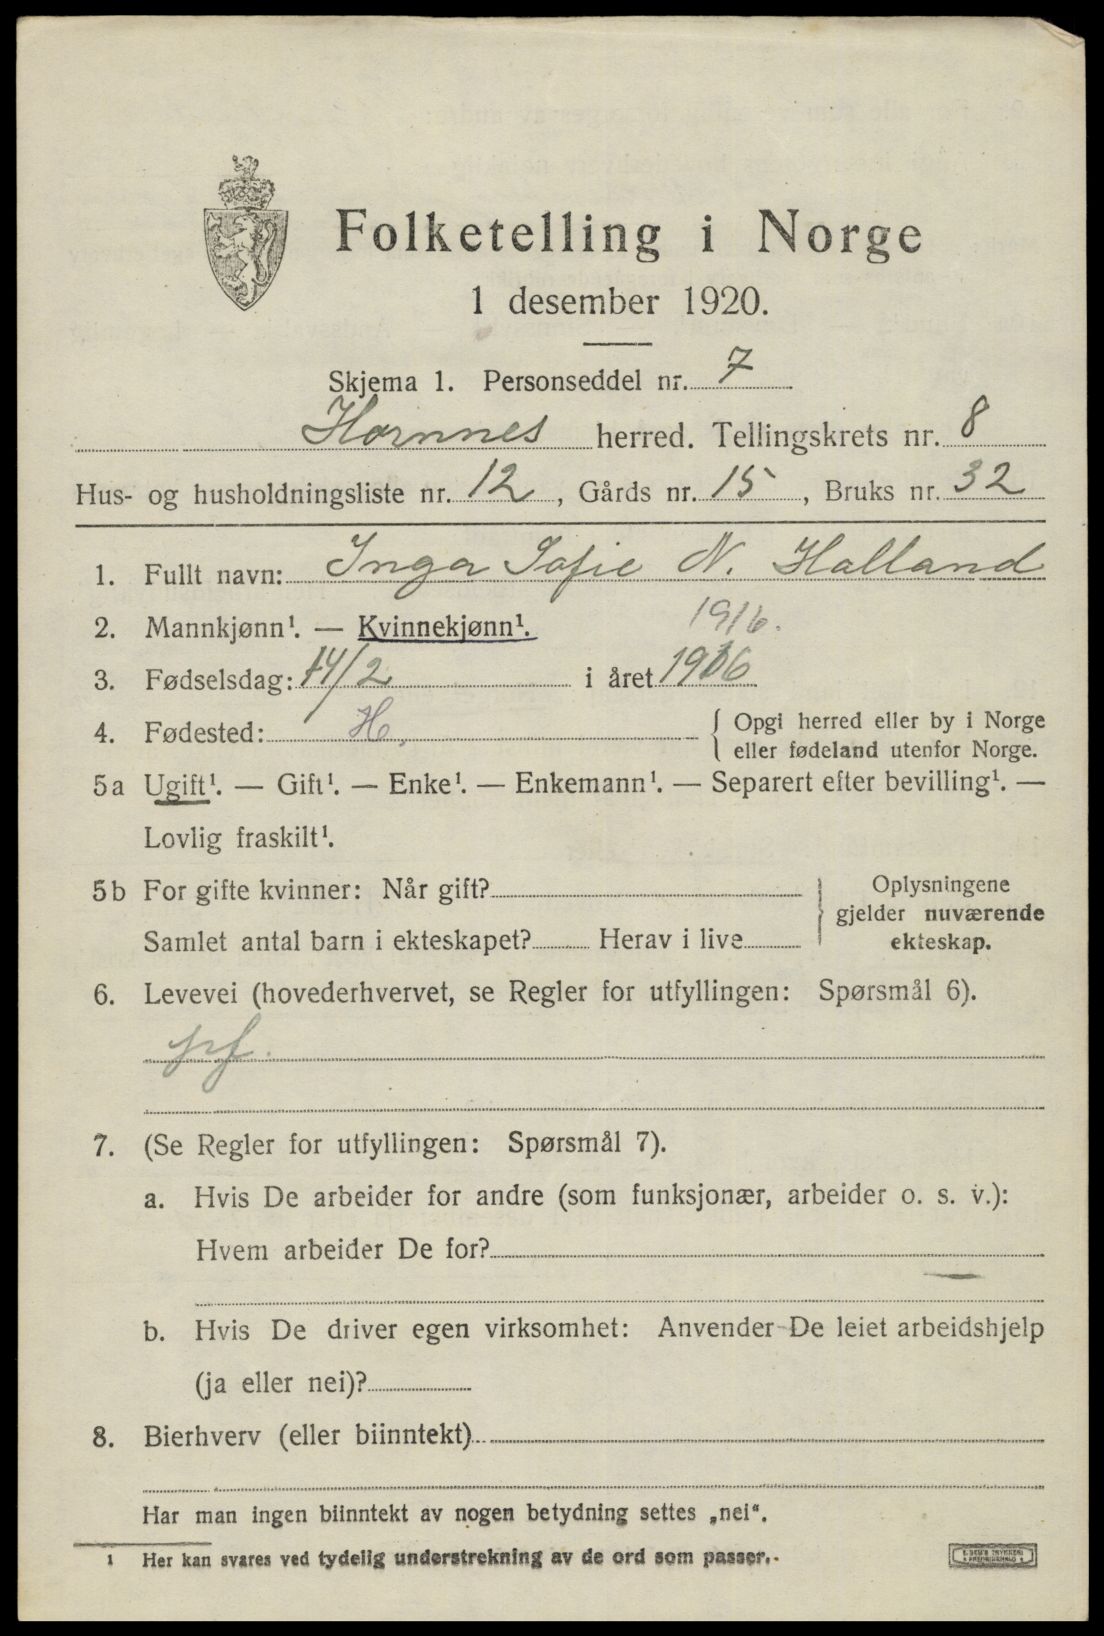 Folketelling i Norge
1 desember 1920.
Skjema 1. Personseddel nr. 7
Hornnes herred. Tellingskrets nr. 8
Hus- og husholdningsliste nr. 12, Gårds nr. 15, Bruks nr. 32
1. Fullt navn: Inga Sofie N. Halland
2. Mannkjønn¹. — Kvinnekjønn¹. 1916.
3. Fødselsdag: 14/2 i året 1916
4. Fødested: H. { Opgi herred eller by i Norge
eller fødeland utenfor Norge.
5a Ugift¹. — Gift¹. — Enke¹. — Enkemann¹. — Separert efter bevilling¹. —
Lovlig fraskilt¹.
5b For gifte kvinner: Når gift? } Oplysningene
gjelder nuværende
ekteskap.
Samlet antal barn i ekteskapet? Herav i live
6. Levevei (hovederhvervet, se Regler for utfyllingen: Spørsmål 6).
pf.
7. (Se Regler for utfyllingen: Spørsmål 7).
a. Hvis De arbeider for andre (som funksjonær, arbeider o. s. v.):
Hvem arbeider De for?
—
b. Hvis De driver egen virksomhet: Anvender De leiet arbeidshjelp
(ja eller nei)?
8. Bierhverv (eller biinntekt)
Har man ingen biinntekt av nogen betydning settes „nei“.
¹ Her kan svares ved tydelig understrekning av de ord som passer.